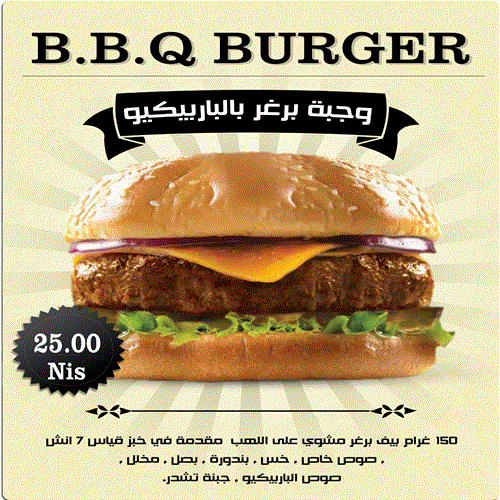 B.B.Q BURGER
وجبة برغر بالباربيكيو
25.00
Nis
150 غرام بيف برغر مشوي على اللهب مقدمة في خبز قياس 7 انش
, صوص خاص , خس , بندورة , بصل , مخلل ,
صوص الباربيكيو , جبنة تشدر.